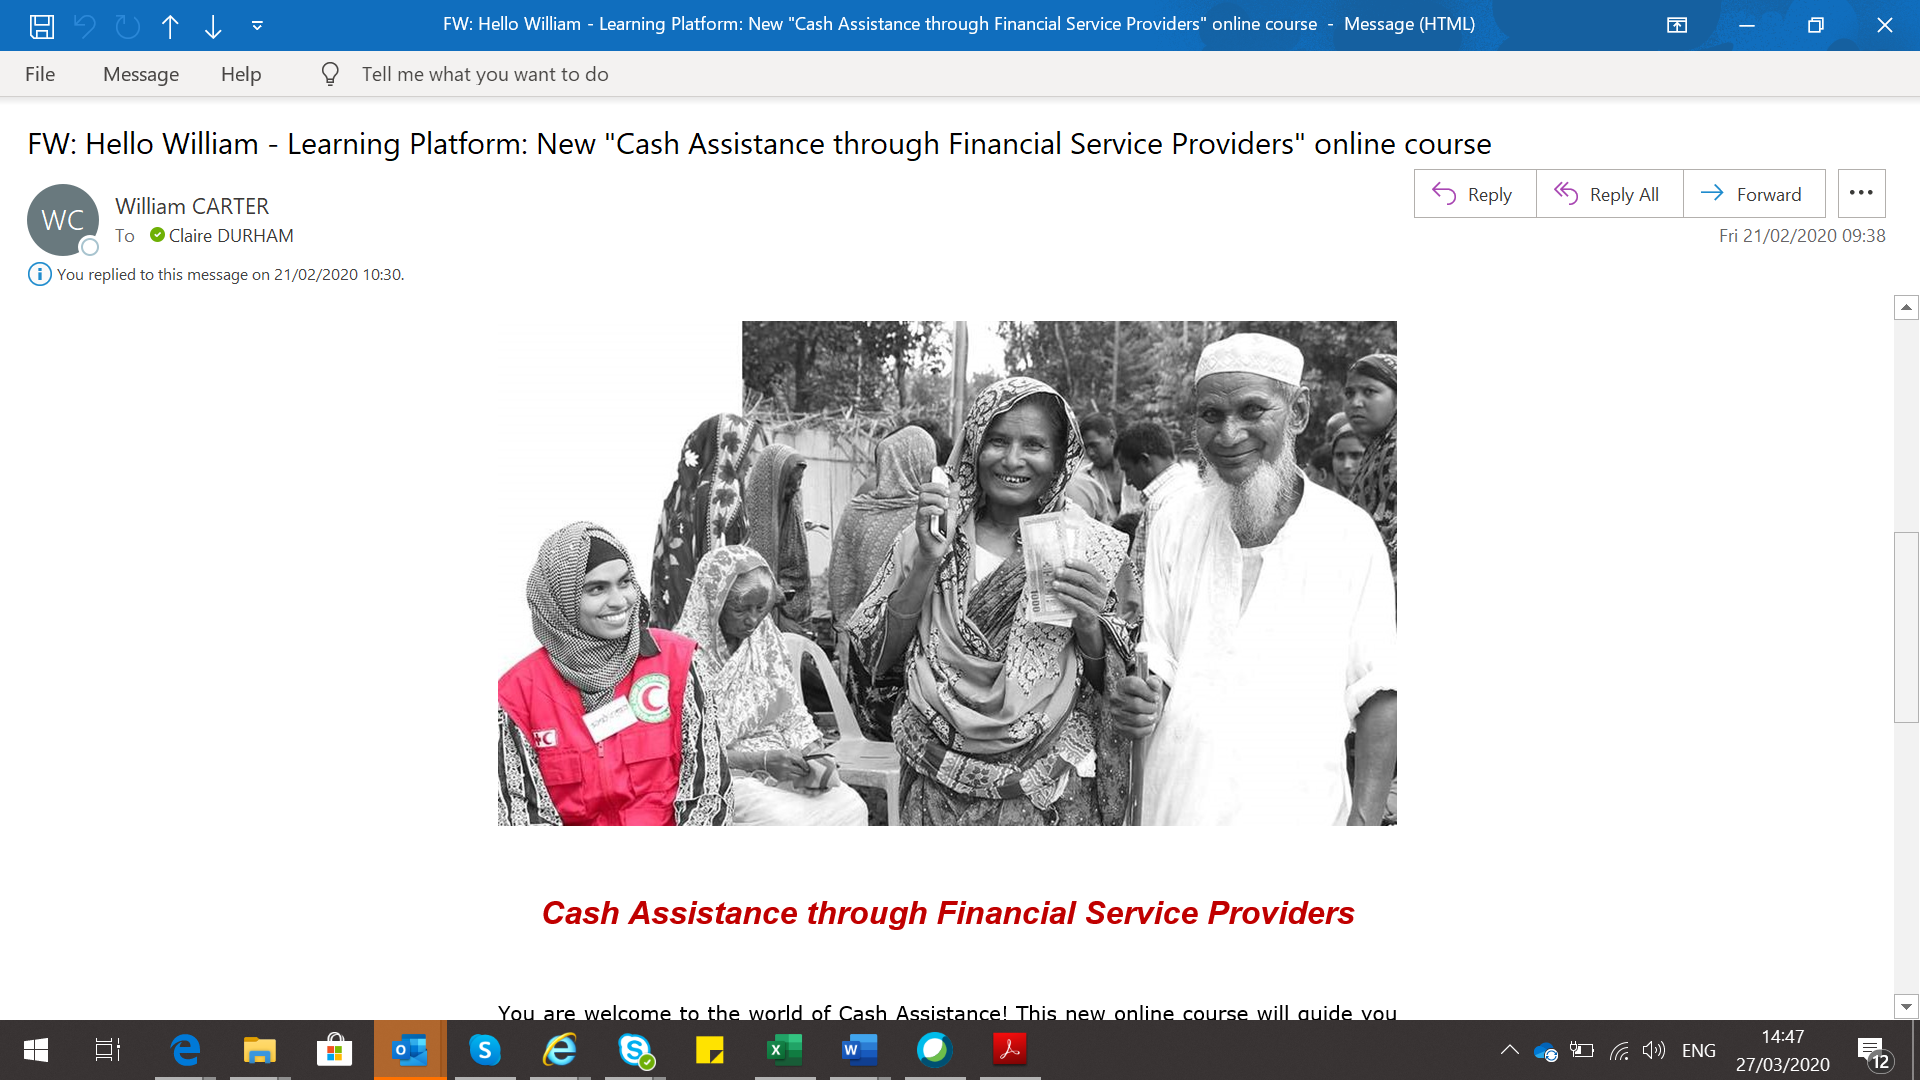 FW: Hello William - Learning Platform: New "Cash Assistance through Financial Service Providers" online course - Message (HTML)
File Message Help Tell me what you want to do
FW: Hello William - Learning Platform: New "Cash Assistance through Financial Service Providers" online course
Reply Reply All Forward
WC
William CARTER
To Claire DURHAM
Fri 21/02/2020 09:38
You replied to this message on 21/02/2020 10:30.
Cash Assistance through Financial Service Providers
You are welcome to the world of Cash Assistance! This new online course will guide you
ENG
14:47
27/03/2020
12